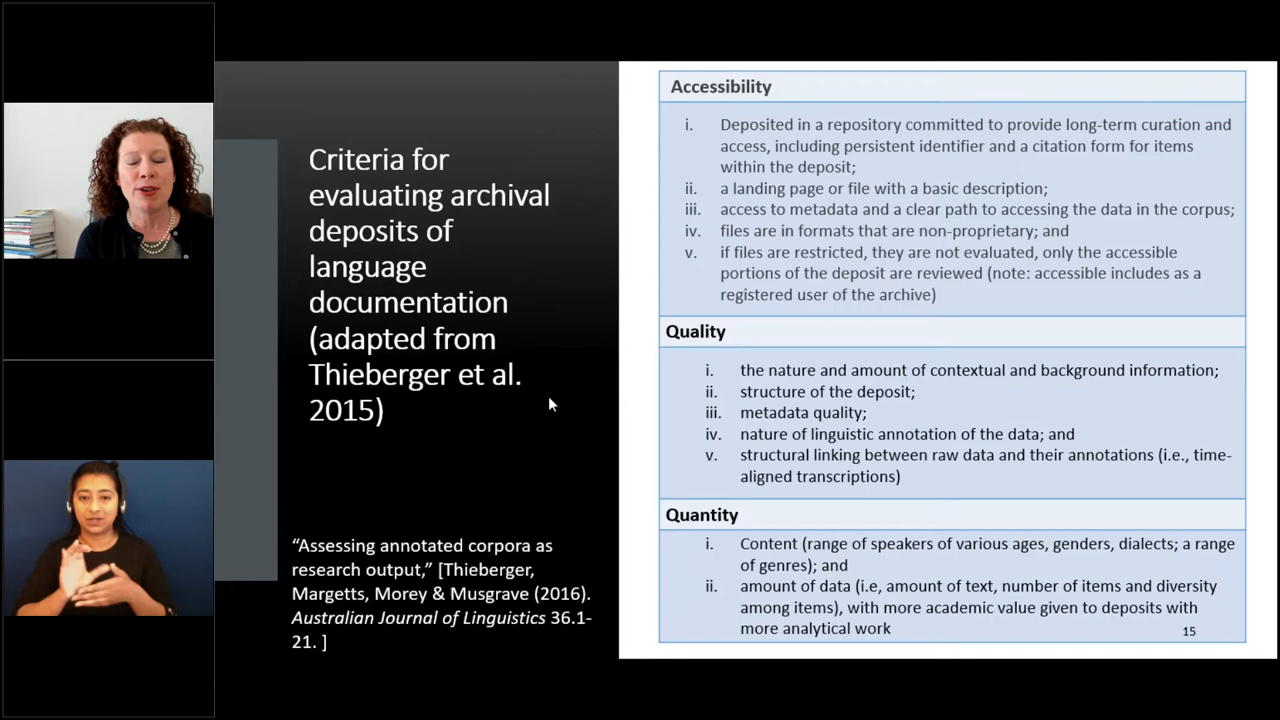 Criteria for
evaluating archival
deposits of
language
documentation
(adapted from
Thieberger et al.
2015)
“Assessing annotated corpora as
research output,” [Thieberger,
Margetts, Morey & Musgrave (2016).
Australian Journal of Linguistics 36.1-
21. ]
Accessibility
i. Deposited in a repository committed to provide long-term curation and
access, including persistent identifier and a citation form for items
within the deposit;
ii. a landing page or file with a basic description;
iii. access to metadata and a clear path to accessing the data in the corpus;
iv. files are in formats that are non-proprietary; and
v. if files are restricted, they are not evaluated, only the accessible
portions of the deposit are reviewed (note: accessible includes as a
registered user of the archive)
Quality
i. the nature and amount of contextual and background information;
ii. structure of the deposit;
iii. metadata quality;
iv. nature of linguistic annotation of the data; and
v. structural linking between raw data and their annotations (i.e., time-
aligned transcriptions)
Quantity
i. Content (range of speakers of various ages, genders, dialects; a range
of genres); and
ii. amount of data (i.e, amount of text, number of items and diversity
among items), with more academic value given to deposits with
more analytical work
15